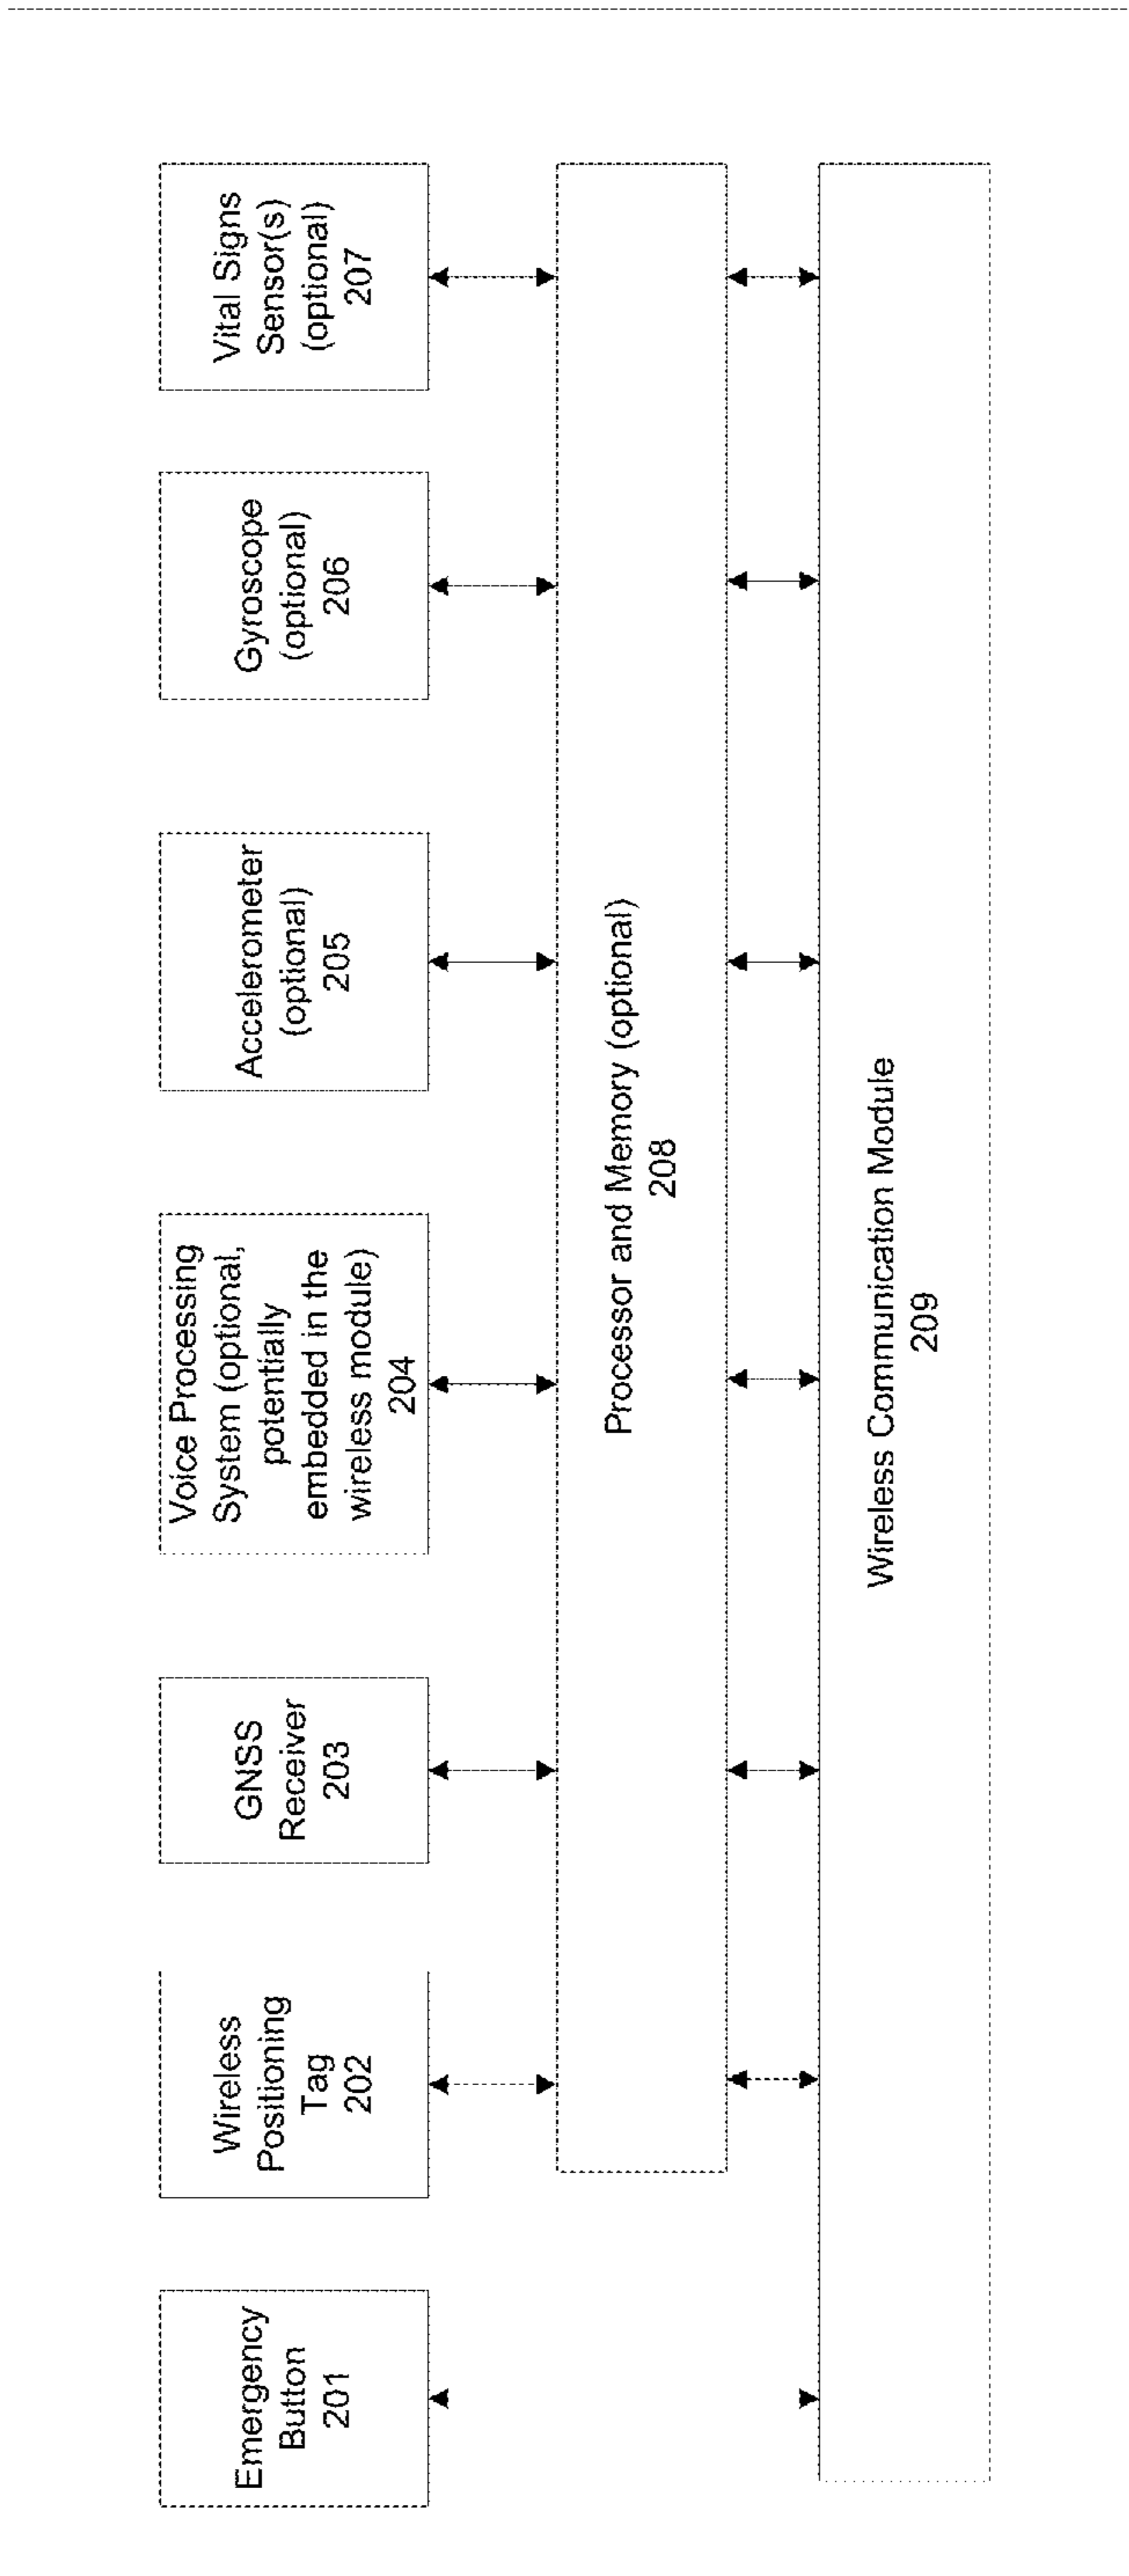 Emergency
Button
201
Wireless
Positioning
Tag
202
GNSS
Receiver
203
Voice Processing
System (optional,
potentially
embedded in the
wireless module)
204
Accelerometer
(optional)
205
Gyroscope
(optional)
206
Vital Signs
Sensor(s)
(optional)
207
Processor and Memory (optional)
208
Wireless Communication Module
209